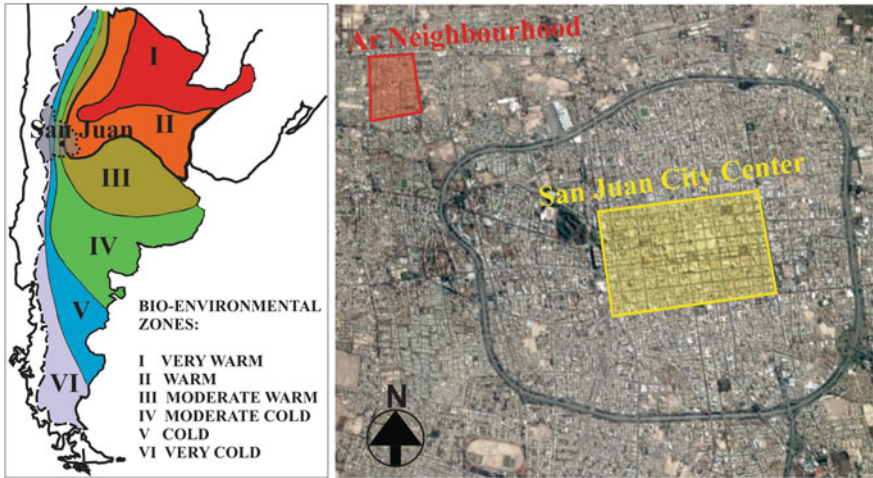 I
San Juan
II
III
IV
V
VI
BIO-ENVIRONMENTAL
ZONES:
I VERY WARM
II WARM
III MODERATE WARM
IV MODERATE COLD
V COLD
VI VERY COLD
Ar Neighbourhood
San Juan City Center
N